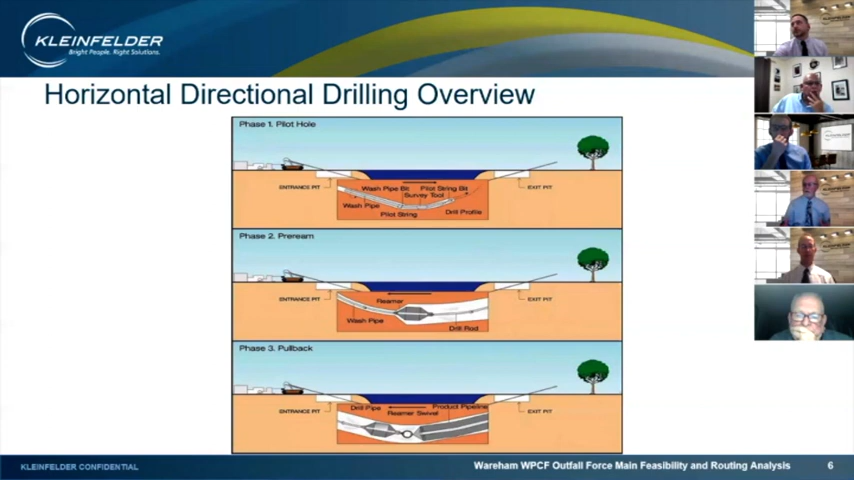 KLEINFELDER
Bright People. Right Solutions.
Horizontal Directional Drilling Overview
Phase 1. Pilot Hole
ENTRANCE PIT
Wash Pipe Bit
Pilot String Bit
Survey Tool
EXIT PIT
Wash Pipe
Drill Profile
Pilot String
Phase 2. Preream
ENTRANCE PIT
Reamer
EXIT PIT
Wash Pipe
Drill Rod
Phase 3. Pullback
Drill Pipe
Product Pipeline
ENTRANCE PIT
Reamer Swivel
EXIT PIT
KLEINFELDER CONFIDENTIAL
Wareham WPCF Outfall Force Main Feasibility and Routing Analysis
6